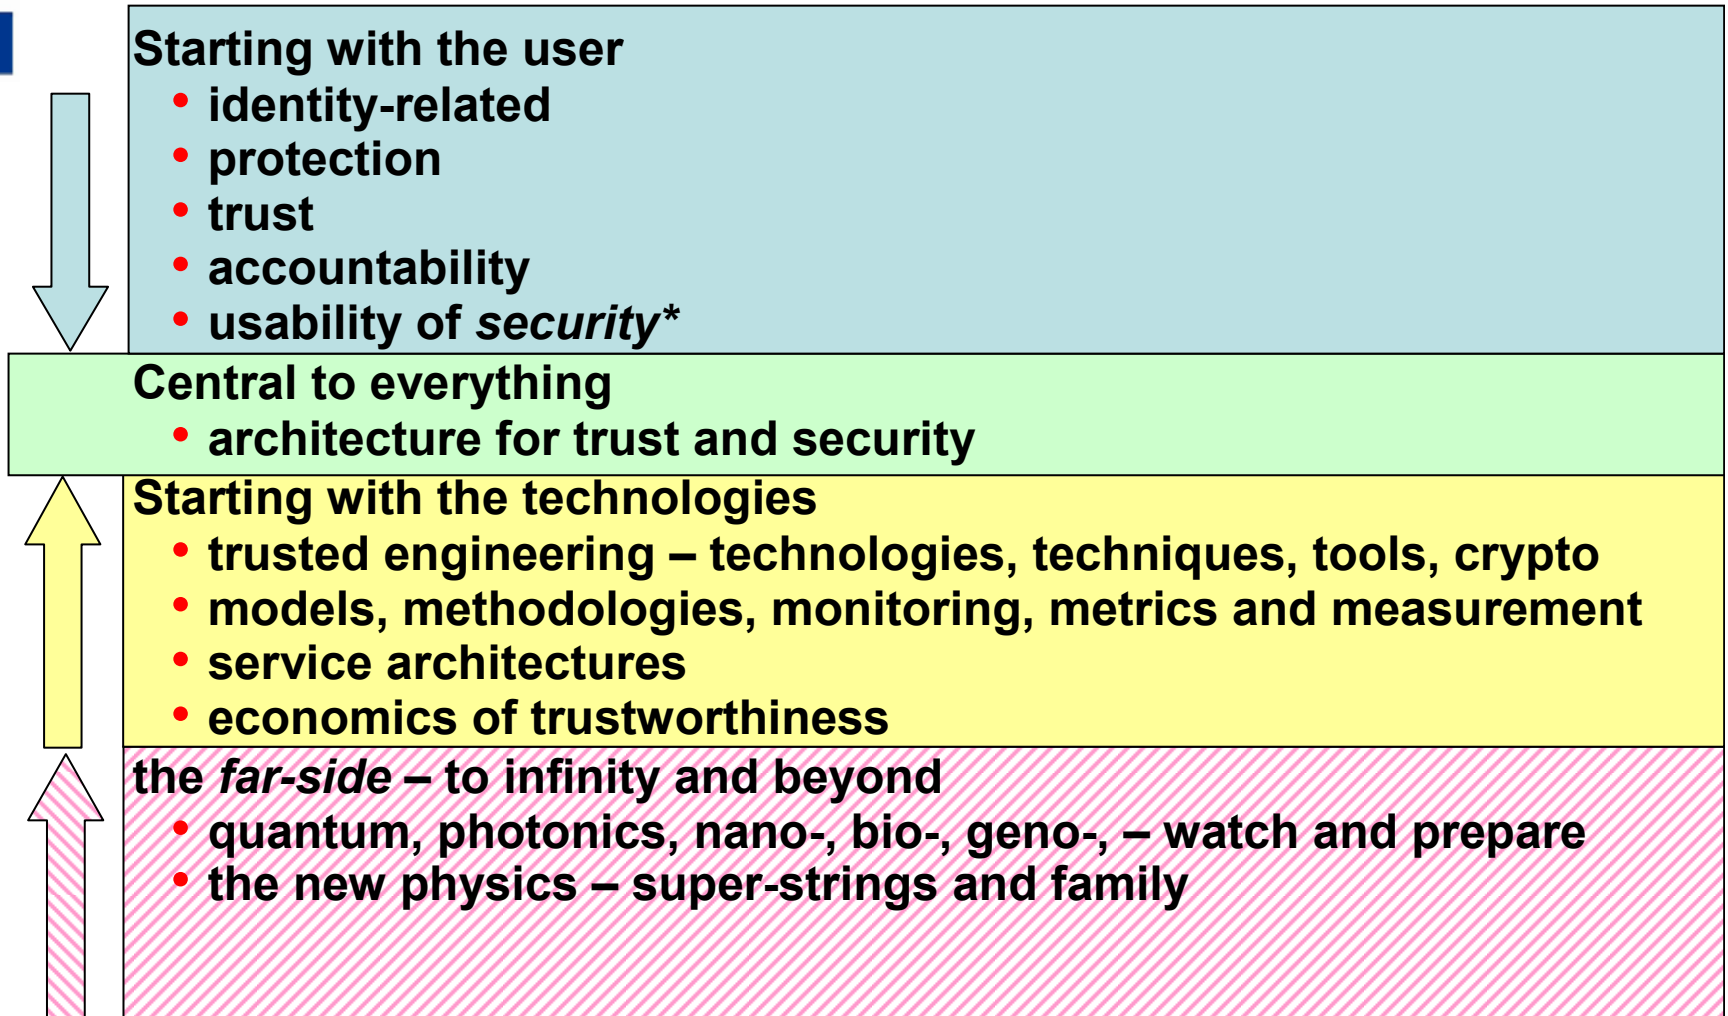 Starting with the user
• identity-related
• protection
• trust
• accountability
• usability of security*
Central to everything
• architecture for trust and security
Starting with the technologies
• trusted engineering – technologies, techniques, tools, crypto
• models, methodologies, monitoring, metrics and measurement
• service architectures
• economics of trustworthiness
the far-side – to infinity and beyond
• quantum, photonics, nano-, bio-, geno-, – watch and prepare
• the new physics – super-strings and family